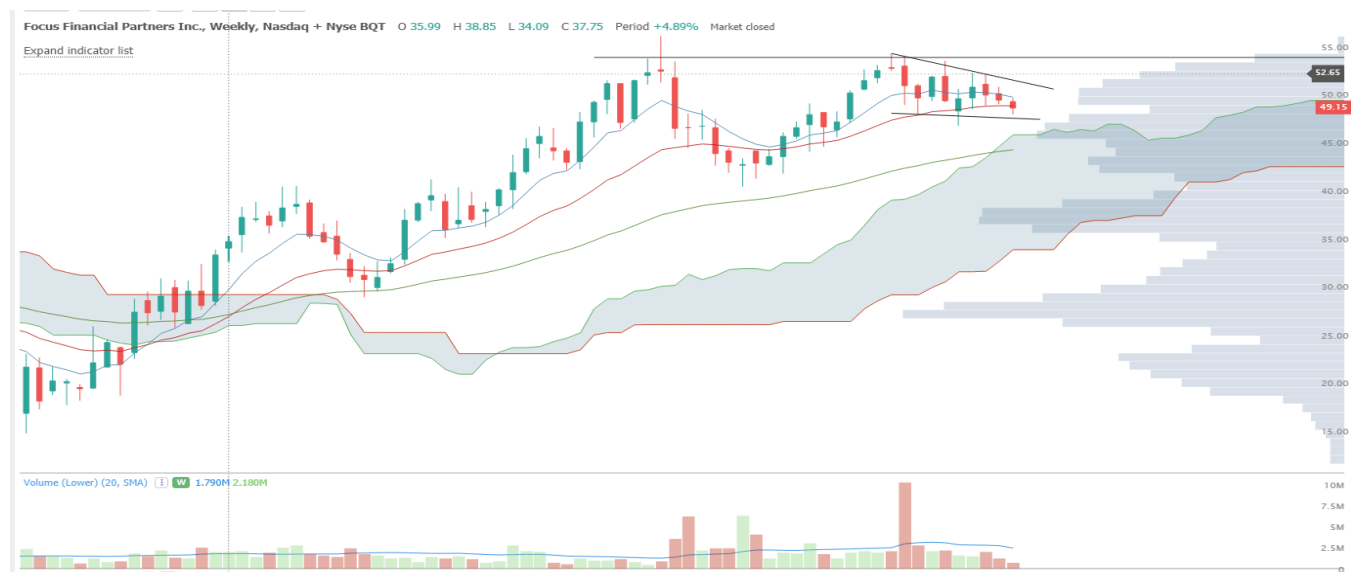 Focus Financial Partners Inc., Weekly, Nasdaq + Nyse BQT O 35.99 H 38.85 L 34.09 C 37.75 Period +4.89% Market closed
Expand indicator list
55.00
52.65
50.00
49.15
45.00
40.00
35.00
30.00
25.00
20.00
15.00
Volume (Lower) (20, SMA) W 1.790M 2.180M
10M
7.5M
5M
2.5M
0